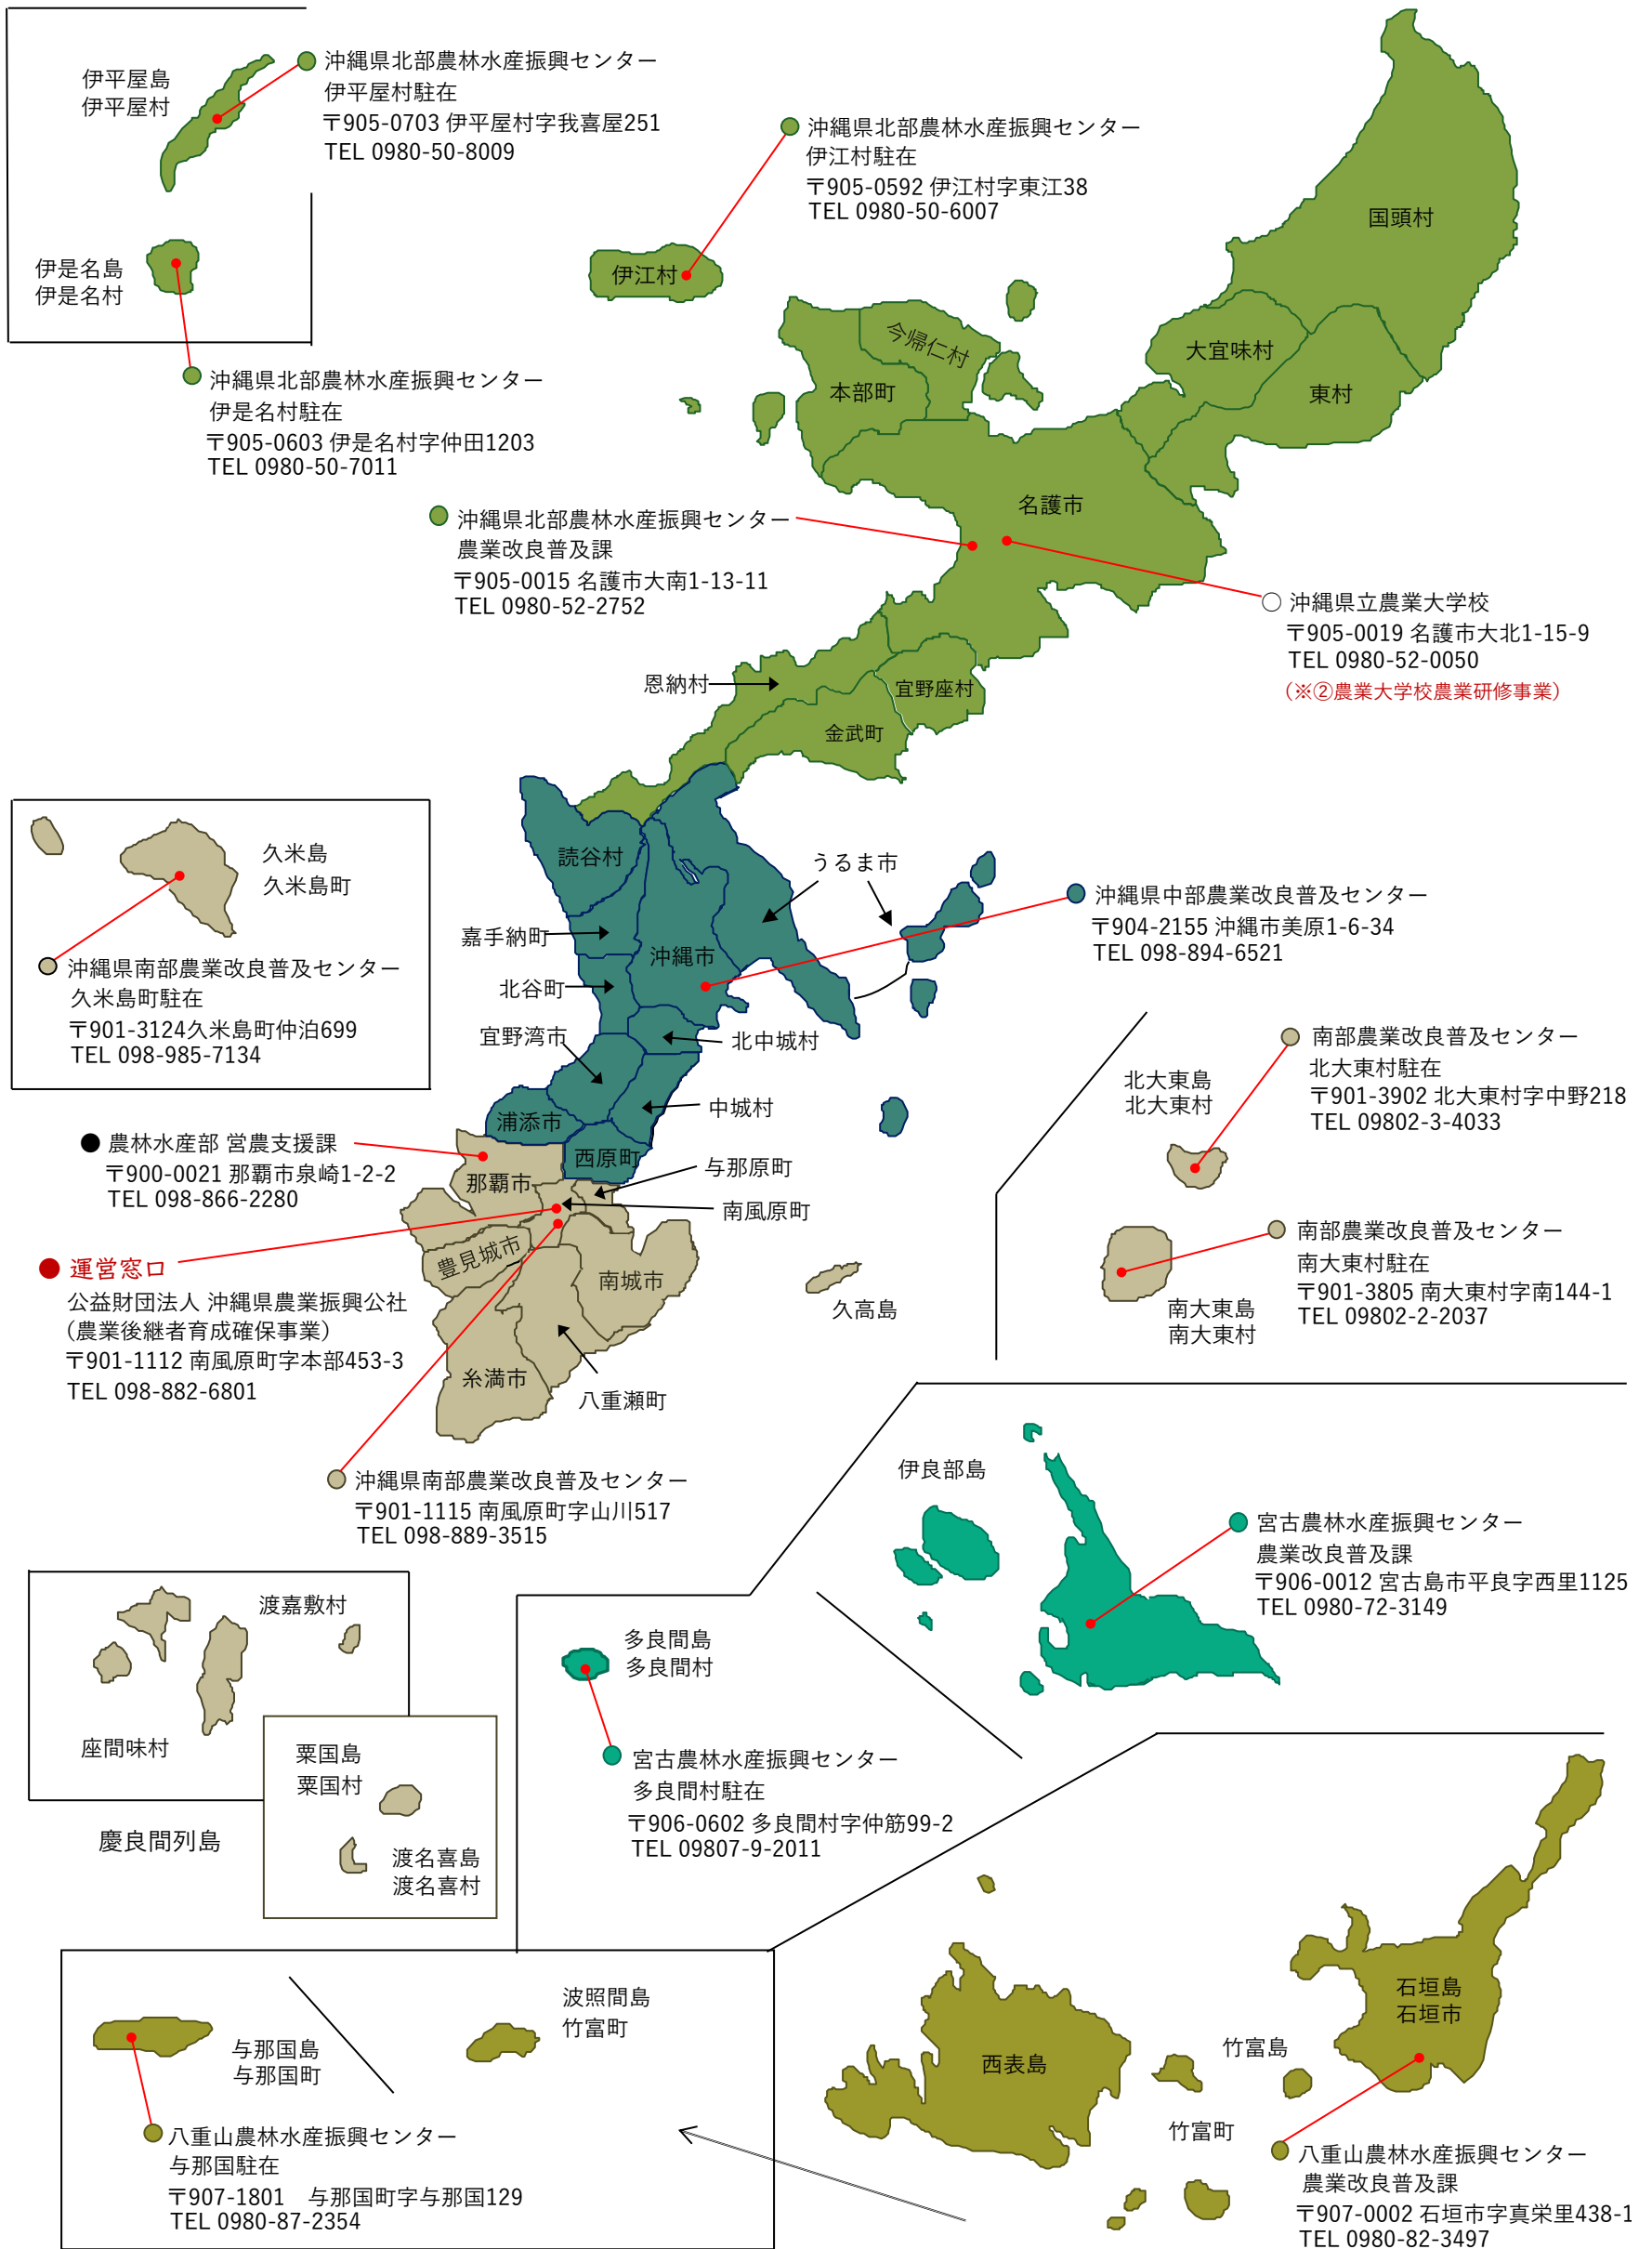 伊平屋島
伊平屋村
沖縄県北部農林水産振興センター
伊平屋村駐在
〒905-0703 伊平屋村字我喜屋251
TEL 0980-50-8009
沖縄県北部農林水産振興センター
伊江村駐在
〒905-0592 伊江村字東江38
TEL 0980-50-6007
国頭村
伊是名島
伊是名村
伊江村
今帰仁村
大宜味村
本部町
東村
沖縄県北部農林水産振興センター
伊是名村駐在
〒905-0603 伊是名村字仲田1203
TEL 0980-50-7011
名護市
沖縄県北部農林水産振興センター
農業改良普及課
〒905-0015 名護市大南1-13-11
TEL 0980-52-2752
沖縄県立農業大学校
〒905-0019 名護市大北1-15-9
TEL 0980-52-0050
(※②農業大学校農業研修事業)
恩納村
宜野座村
金武町
久米島
久米島町
読谷村
うるま市
沖縄県中部農業改良普及センター
〒904-2155 沖縄市美原1-6-34
TEL 098-894-6521
嘉手納町
沖縄市
沖縄県南部農業改良普及センター
久米島町駐在
〒901-3124久米島町仲泊699
TEL 098-985-7134
北谷町
宜野湾市
北中城村
南部農業改良普及センター
北大東村駐在
〒901-3902 北大東村字中野218
TEL 09802-3-4033
北大東島
北大東村
中城村
浦添市
農林水産部 営農支援課
〒900-0021 那覇市泉崎1-2-2
TEL 098-866-2280
西原町
与那原町
那覇市
南風原町
運営窓口
公益財団法人 沖縄県農業振興公社
(農業後継者育成確保事業)
〒901-1112 南風原町字本部453-3
TEL 098-882-6801
豊見城市
南城市
久高島
南部農業改良普及センター
南大東村駐在
〒901-3805 南大東村字南144-1
TEL 09802-2-2037
南大東島
南大東村
糸満市
八重瀬町
沖縄県南部農業改良普及センター
〒901-1115 南風原町字山川517
TEL 098-889-3515
伊良部島
宮古農林水産振興センター
農業改良普及課
〒906-0012 宮古島市平良字西里1125
TEL 0980-72-3149
渡嘉敷村
座間味村
多良間島
多良間村
粟国島
粟国村
宮古農林水産振興センター
多良間村駐在
〒906-0602 多良間村字仲筋99-2
TEL 09807-9-2011
慶良間列島
渡名喜島
渡名喜村
波照間島
竹富町
与那国島
与那国町
石垣島
石垣市
西表島
竹富島
竹富町
八重山農林水産振興センター
与那国駐在
〒907-1801　与那国町字与那国129
TEL 0980-87-2354
八重山農林水産振興センター
農業改良普及課
〒907-0002 石垣市字真栄里438-1
TEL 0980-82-3497